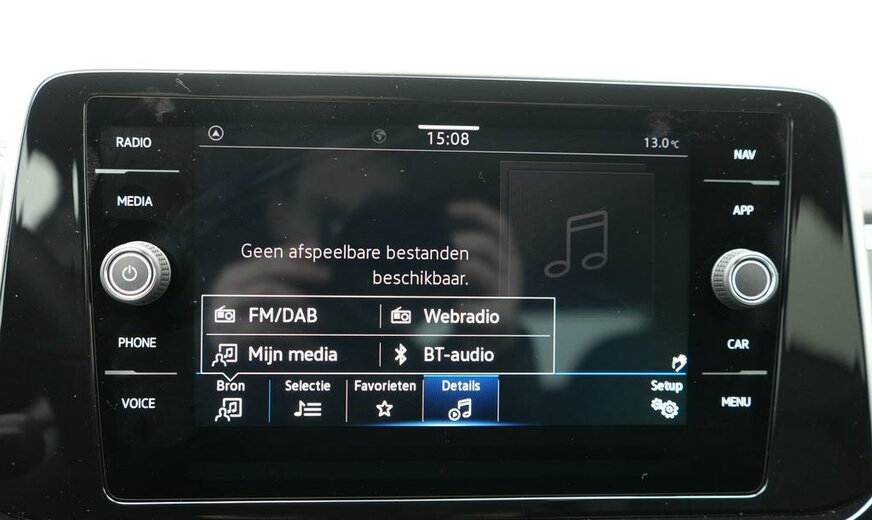 RADIO
MEDIA
PHONE
VOICE
15:08
13.0°C
Geen afspeelbare bestanden
beschikbaar.
FM/DAB
Webradio
Mijn media
BT-audio
Bron
Selectie
Favorieten
Details
Setup
NAV
APP
CAR
MENU